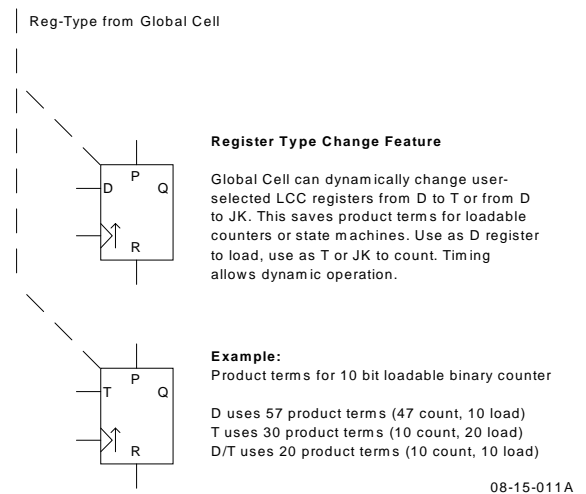 Reg-Type from Global Cell
Register Type Change Feature
P
D
Q
R
Global Cell can dynamically change user-
selected LCC registers from D to T or from D
to JK. This saves product terms for loadable
counters or state machines. Use as D register
to load, use as T or JK to count. Timing
allows dynamic operation.
P
T
Q
R
Example:
Product terms for 10 bit loadable binary counter
D uses 57 product terms (47 count, 10 load)
T uses 30 product terms (10 count, 20 load)
D/T uses 20 product terms (10 count, 10 load)
08-15-011A